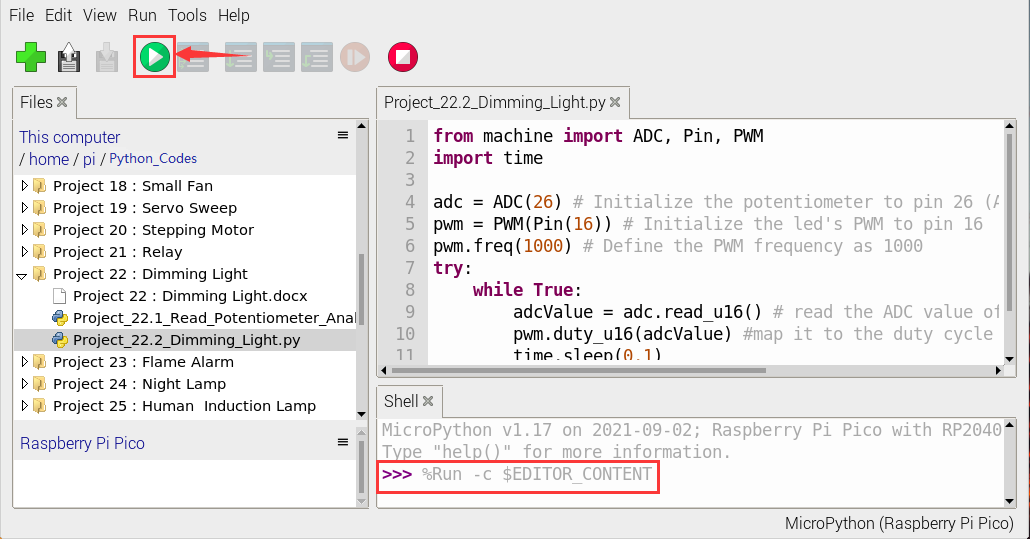 File Edit View Run Tools Help
Files
This computer
/ home / pi / Python_Codes
Project 18 : Small Fan
Project 19 : Servo Sweep
Project 20 : Stepping Motor
Project 21 : Relay
Project 22 : Dimming Light
Project 22 : Dimming Light.docx
Project_22.1_Read_Potentiometer_Anal
Project_22.2_Dimming_Light.py
Project 23 : Flame Alarm
Project 24 : Night Lamp
Project 25 : Human  Induction Lamp
Raspberry Pi Pico
Project_22.2_Dimming_Light.py
1 from machine import ADC, Pin, PWM
2 import time
3
4 adc = ADC(26) # Initialize the potentiometer to pin 26 (A
5 pwm = PWM(Pin(16)) # Initialize the led's PWM to pin 16
6 pwm.freq(1000) # Define the PWM frequency as 1000
7 try:
8     while True:
9         adcValue = adc.read_u16() # read the ADC value of
10         pwm.duty_u16(adcValue) #map it to the duty cycle
11         time.sleep(0.1)
Shell
MicroPython v1.17 on 2021-09-02; Raspberry Pi Pico with RP2040
Type "help()" for more information.
>>> %Run -c $EDITOR_CONTENT
MicroPython (Raspberry Pi Pico)